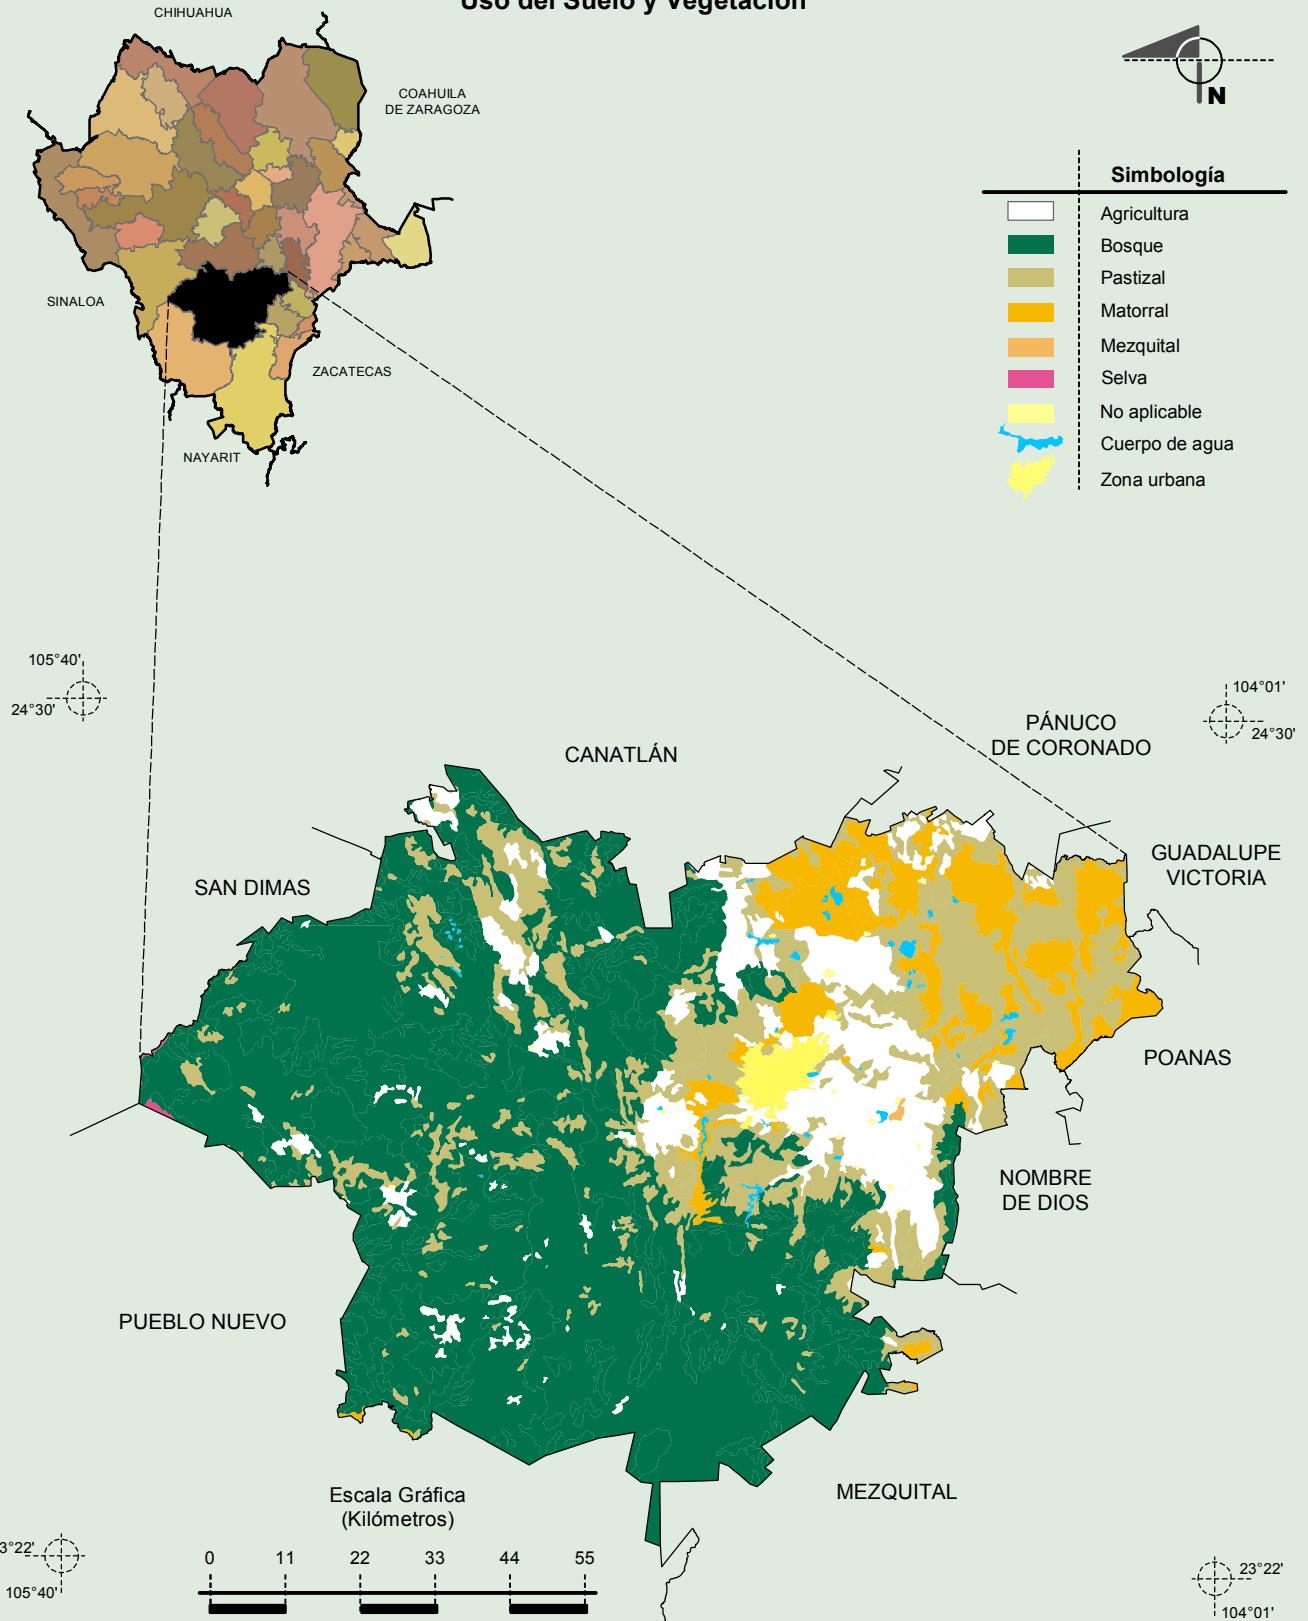 Uso del Suelo y Vegetación
CHIHUAHUA
COAHUILA
DE ZARAGOZA
SINALOA
ZACATECAS
NAYARIT
N
Simbología
Agricultura
Bosque
Pastizal
Matorral
Mezquital
Selva
No aplicable
Cuerpo de agua
Zona urbana
105°40'
24°30'
104°01'
24°30'
PÁNUCO
DE CORONADO
CANATLÁN
GUADALUPE
VICTORIA
SAN DIMAS
POANAS
NOMBRE
DE DIOS
PUEBLO NUEVO
MEZQUITAL
Escala Gráfica
(Kilómetros)
0 11 22 33 44 55
3°22'
105°40'
23°22'
104°01'